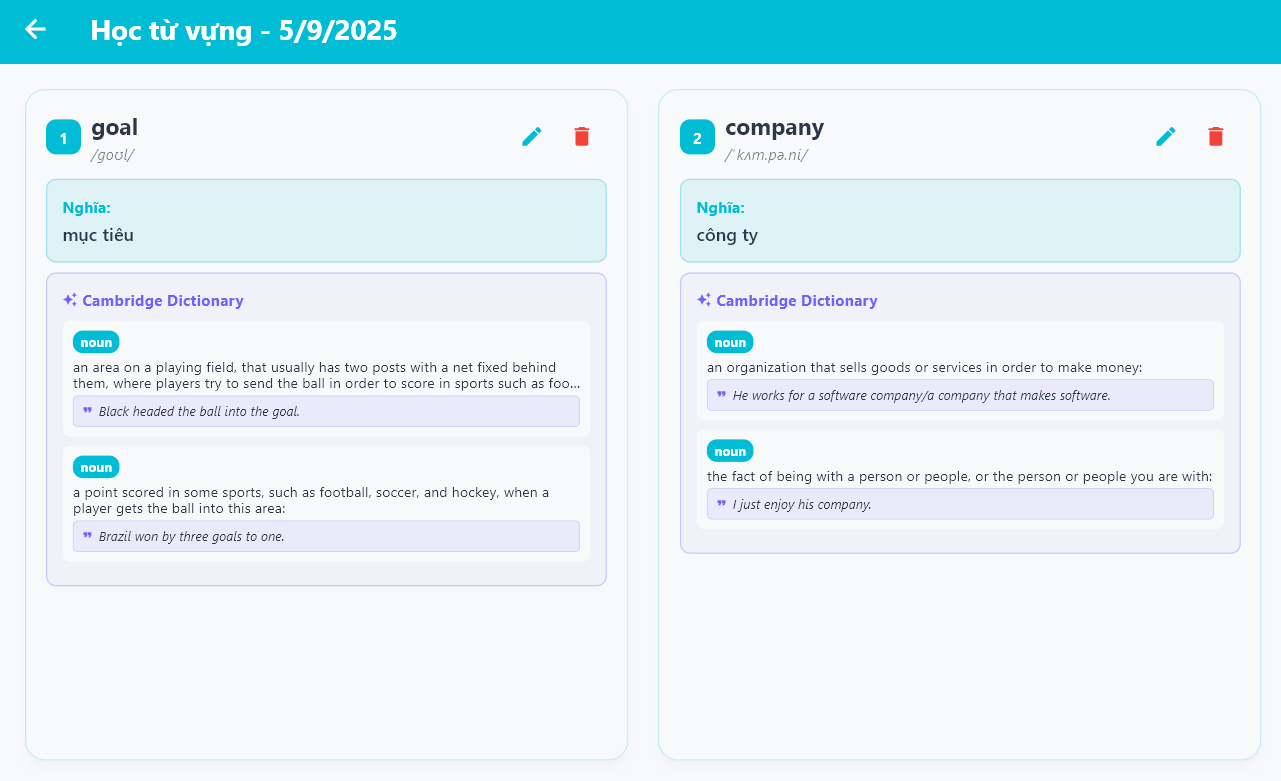 Học từ vựng - 5/9/2025
1
goal
/ɡoʊl/
Nghĩa:
mục tiêu
Cambridge Dictionary
noun
an area on a playing field, that usually has two posts with a net fixed behind
them, where players try to send the ball in order to score in sports such as foo...
Black headed the ball into the goal.
noun
a point scored in some sports, such as football, soccer, and hockey, when a
player gets the ball into this area:
Brazil won by three goals to one.
2
company
/ˈkʌm.pə.ni/
Nghĩa:
công ty
Cambridge Dictionary
noun
an organization that sells goods or services in order to make money:
He works for a software company/a company that makes software.
noun
the fact of being with a person or people, or the person or people you are with:
I just enjoy his company.